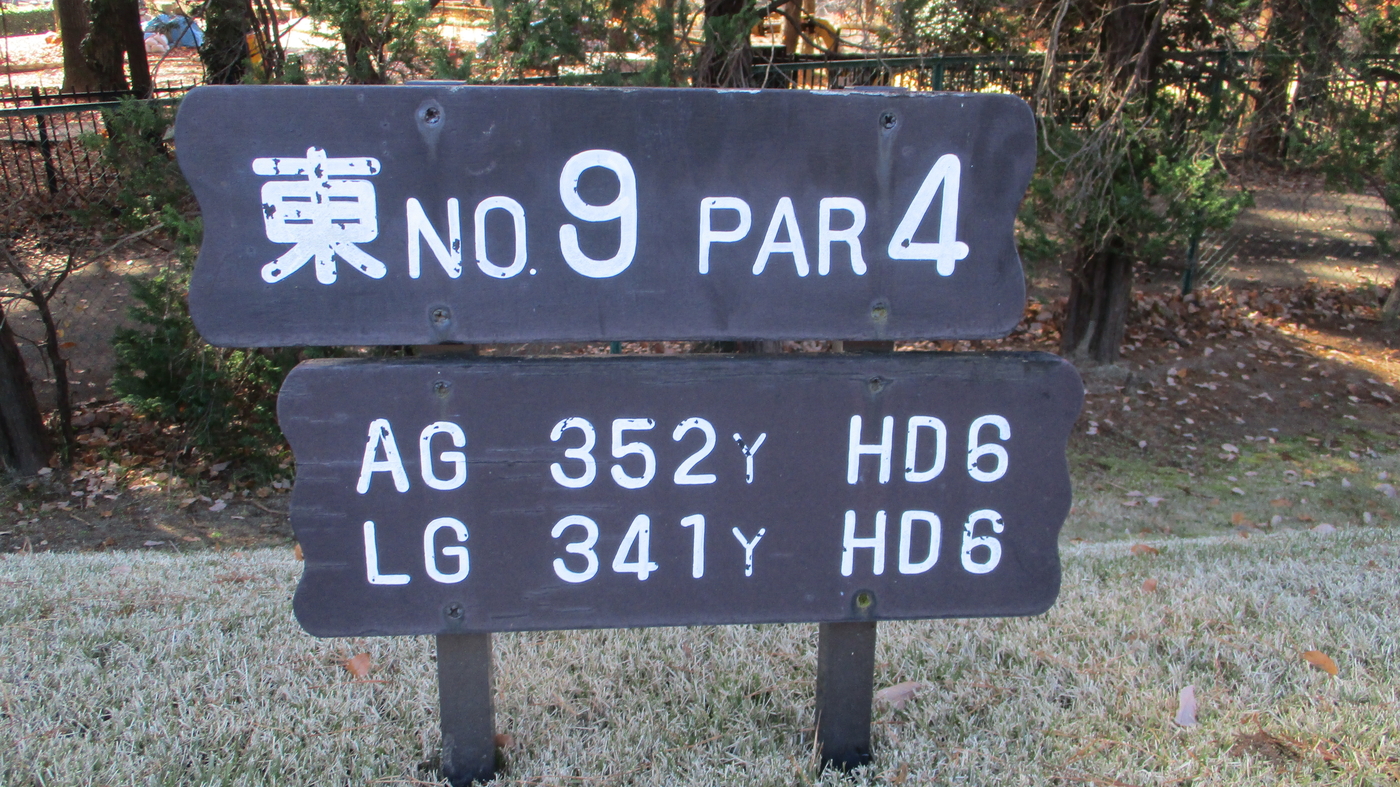 東 NO. 9 PAR 4
AG 352Y HD6
LG 341Y HD6